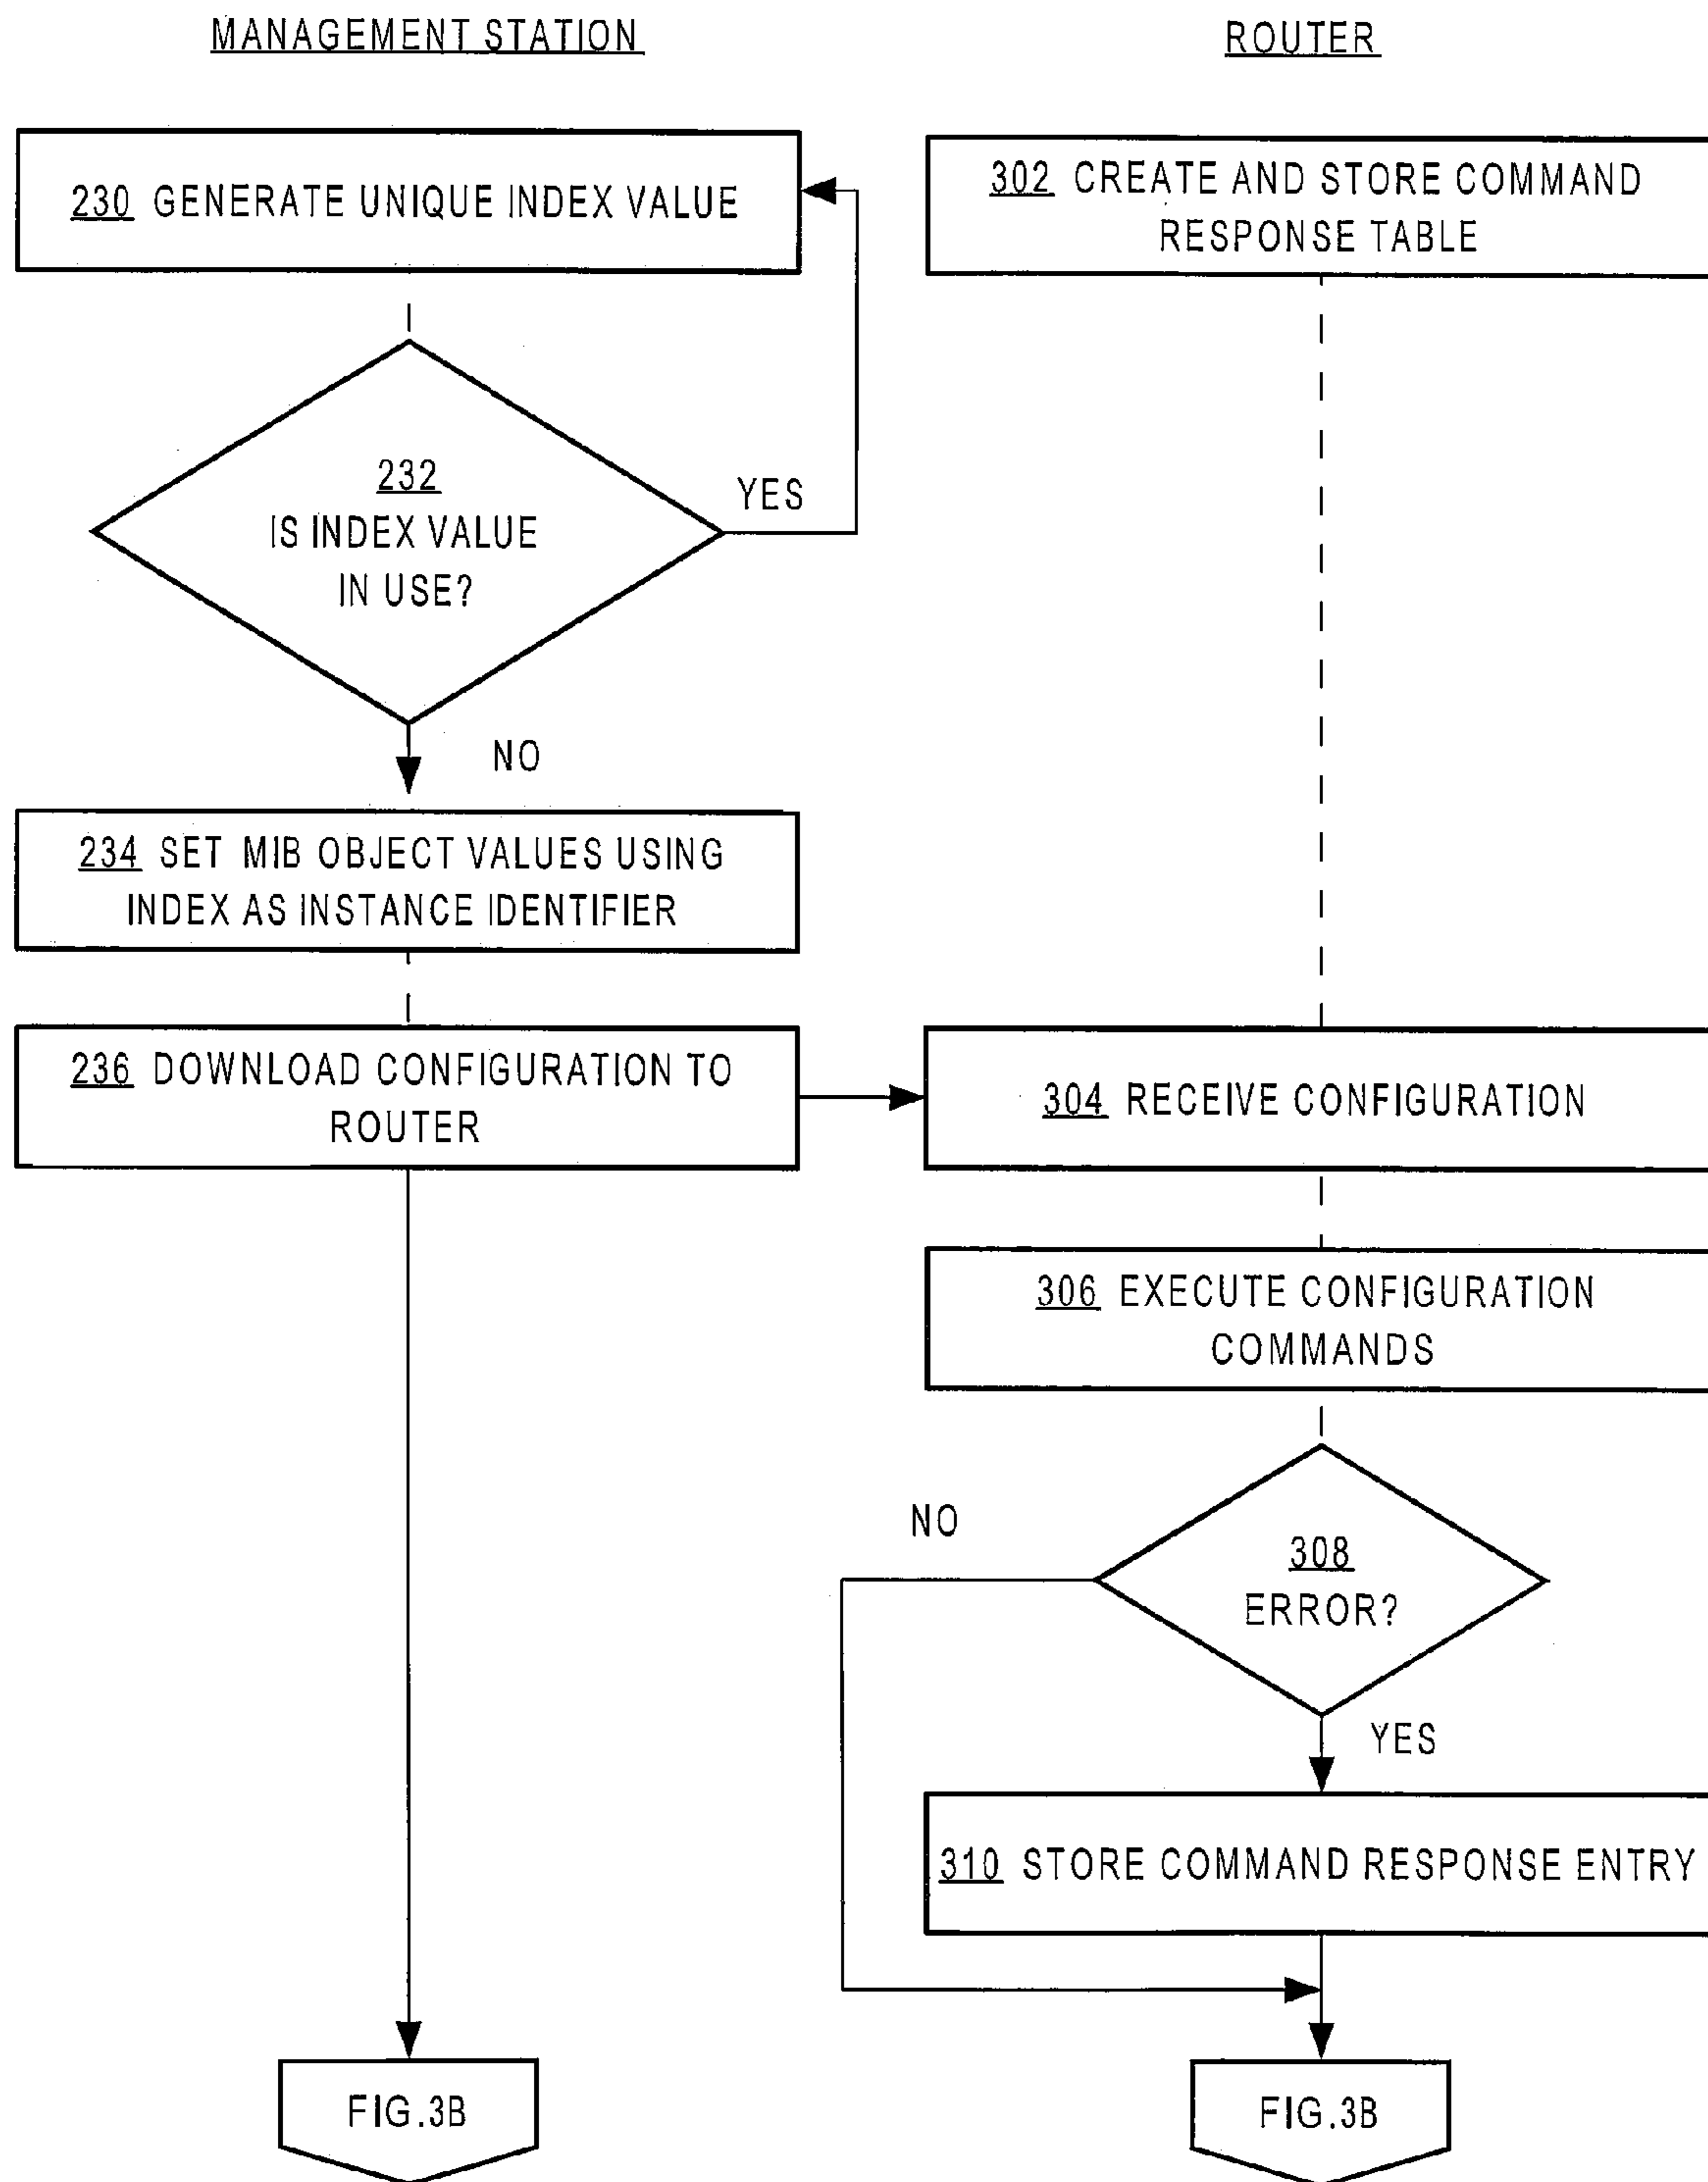 MANAGEMENT STATION
ROUTER
230 GENERATE UNIQUE INDEX VALUE
302 CREATE AND STORE COMMAND
RESPONSE TABLE
232
IS INDEX VALUE
IN USE?
YES
NO
234 SET MIB OBJECT VALUES USING
INDEX AS INSTANCE IDENTIFIER
236 DOWNLOAD CONFIGURATION TO
ROUTER
304 RECEIVE CONFIGURATION
306 EXECUTE CONFIGURATION
COMMANDS
NO
308
ERROR?
YES
310 STORE COMMAND RESPONSE ENTRY
FIG.3B
FIG.3B